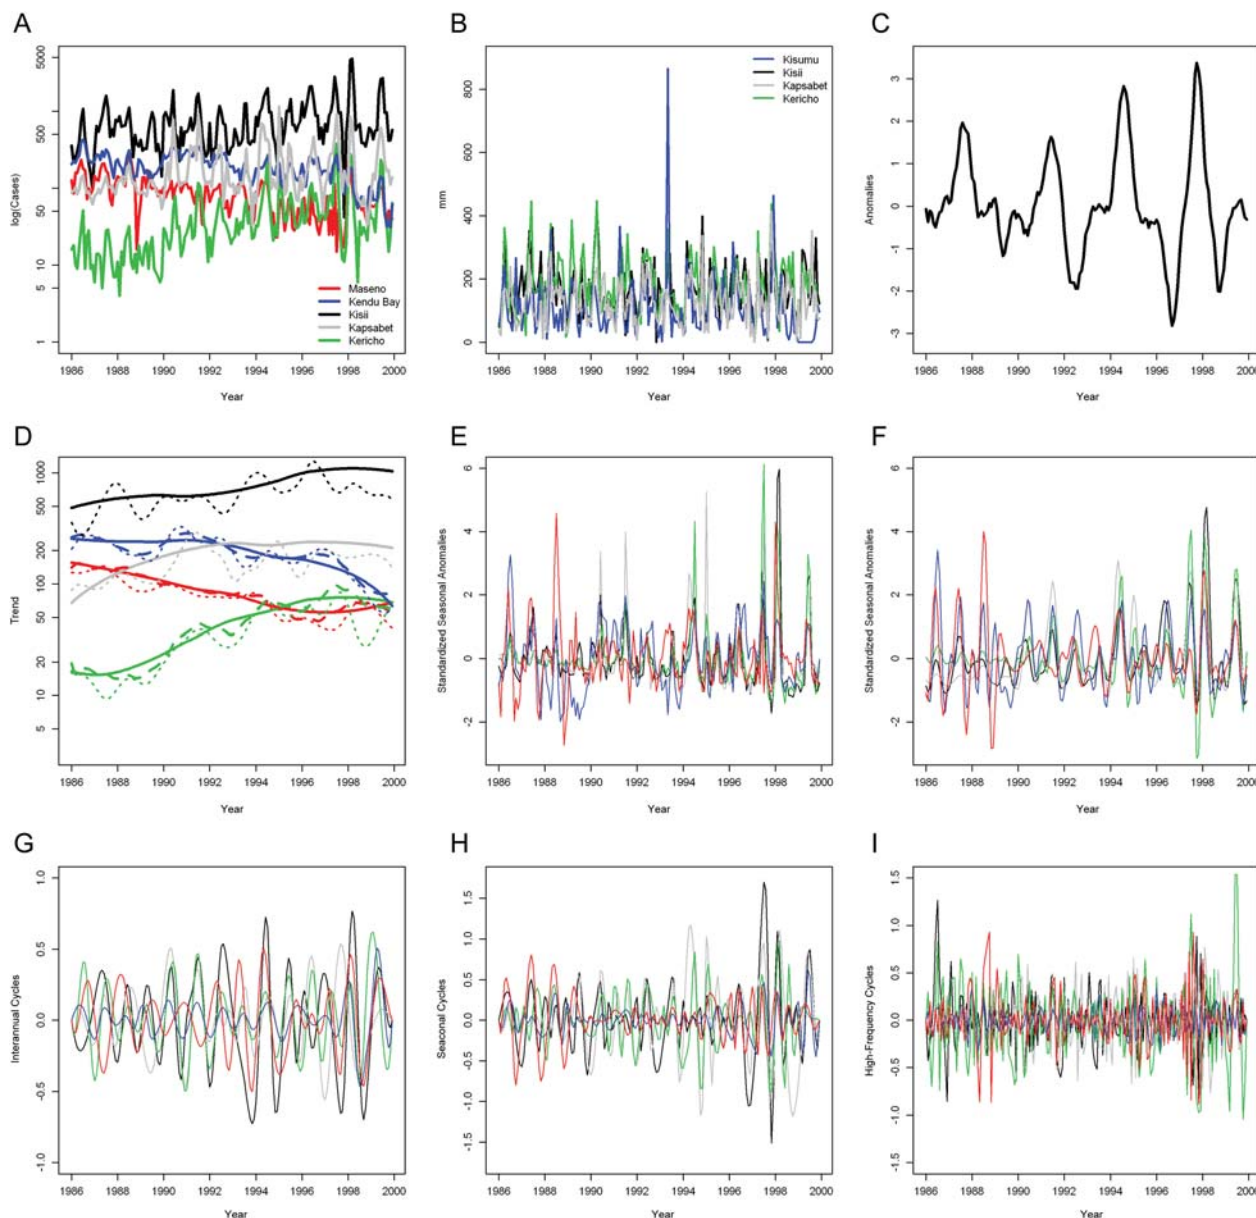 A
5000
500
50
10
5
1
log(Cases)
Maseno
Kendu Bay
Kisii
Kapsabet
Kericho
1986 1988 1990 1992 1994 1996 1998 2000
Year
B
800
600
400
200
0
mm
Kisumu
Kisii
Kapsabet
Kericho
1986 1988 1990 1992 1994 1996 1998 2000
Year
C
3
2
1
0
-1
-2
-3
Anomalies
1986 1988 1990 1992 1994 1996 1998 2000
Year
D
1000
500
200
100
50
20
10
5
Trend
1986 1988 1990 1992 1994 1996 1998 2000
Year
E
6
4
2
0
-2
Standardized Seasonal Anomalies
1986 1988 1990 1992 1994 1996 1998 2000
Year
F
6
4
2
0
-2
Standardized Seasonal Anomalies
1986 1988 1990 1992 1994 1996 1998 2000
Year
G
1.0
0.5
0.0
-0.5
-1.0
Interannual Cycles
1986 1988 1990 1992 1994 1996 1998 2000
Year
H
1.5
1.0
0.5
0.0
-0.5
-1.0
-1.5
Seasonal Cycles
1986 1988 1990 1992 1994 1996 1998 2000
Year
I
1.5
1.0
0.5
0.0
-0.5
-1.0
-1.5
High-Frequency Cycles
1986 1988 1990 1992 1994 1996 1998 2000
Year